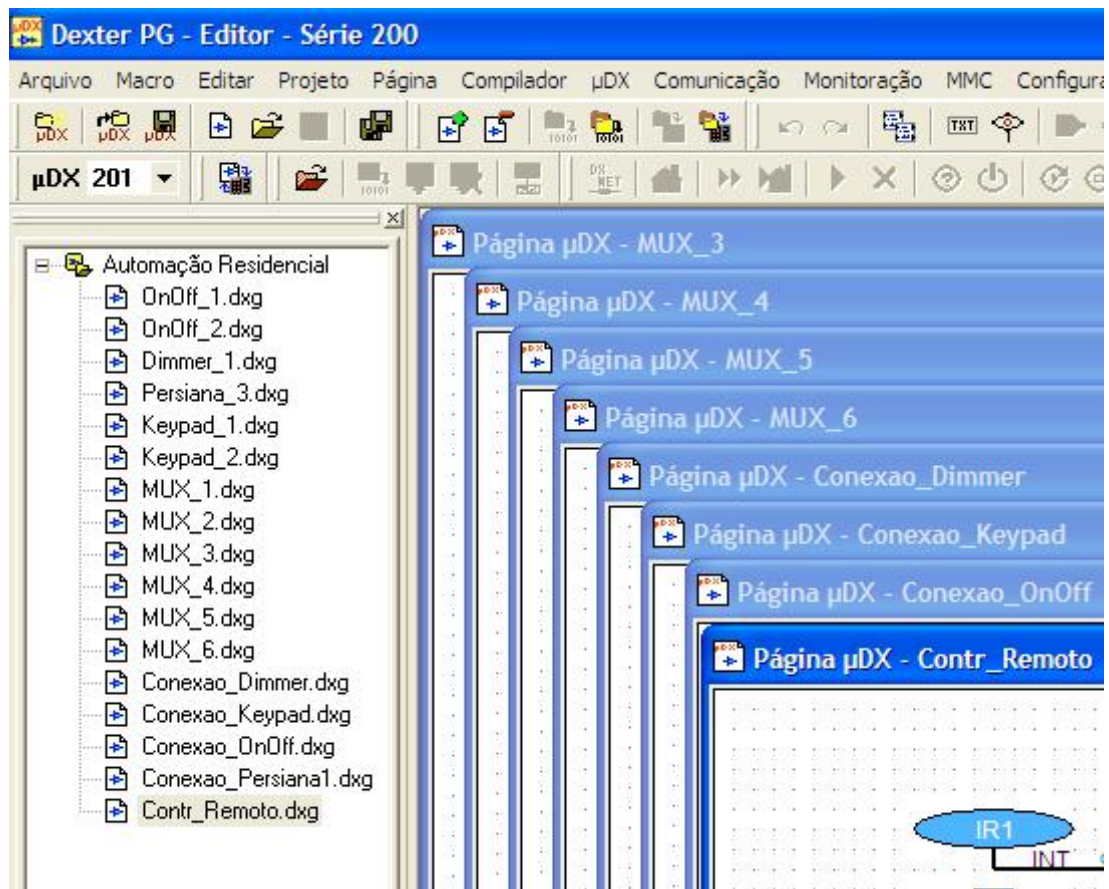 Dexter PG - Editor - Série 200
Arquivo Macro Editar Projeto Página Compilador µDX Comunicação Monitoração MMC Configura
µDX 201
Automação Residencial
OnOff_1.dxg
OnOff_2.dxg
Dimmer_1.dxg
Persiana_3.dxg
Keypad_1.dxg
Keypad_2.dxg
MUX_1.dxg
MUX_2.dxg
MUX_3.dxg
MUX_4.dxg
MUX_5.dxg
MUX_6.dxg
Conexao_Dimmer.dxg
Conexao_Keypad.dxg
Conexao_OnOff.dxg
Conexao_Persiana1.dxg
Contr_Remoto.dxg
Página µDX - MUX_3
Página µDX - MUX_4
Página µDX - MUX_5
Página µDX - MUX_6
Página µDX - Conexao_Dimmer
Página µDX - Conexao_Keypad
Página µDX - Conexao_OnOff
Página µDX - Contr_Remoto
IR1
INT